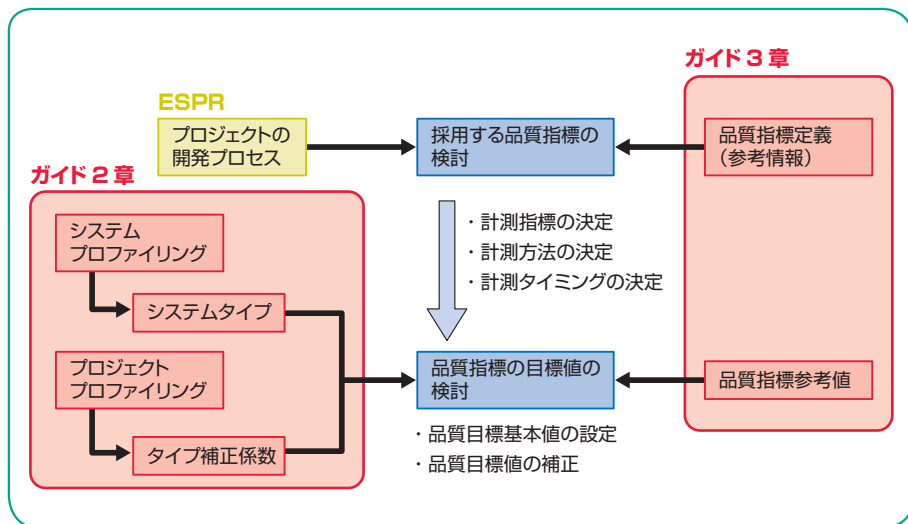 ガイド3章
ESPR
プロジェクトの
開発プロセス
採用する品質指標の
検討
品質指標定義
（参考情報）
ガイド2章
システム
プロファイリング
システムタイプ
プロジェクト
プロファイリング
タイプ補正係数
・計測指標の決定
・計測方法の決定
・計測タイミングの決定
品質指標の目標値の
検討
品質指標参考値
・品質目標基本値の設定
・品質目標値の補正